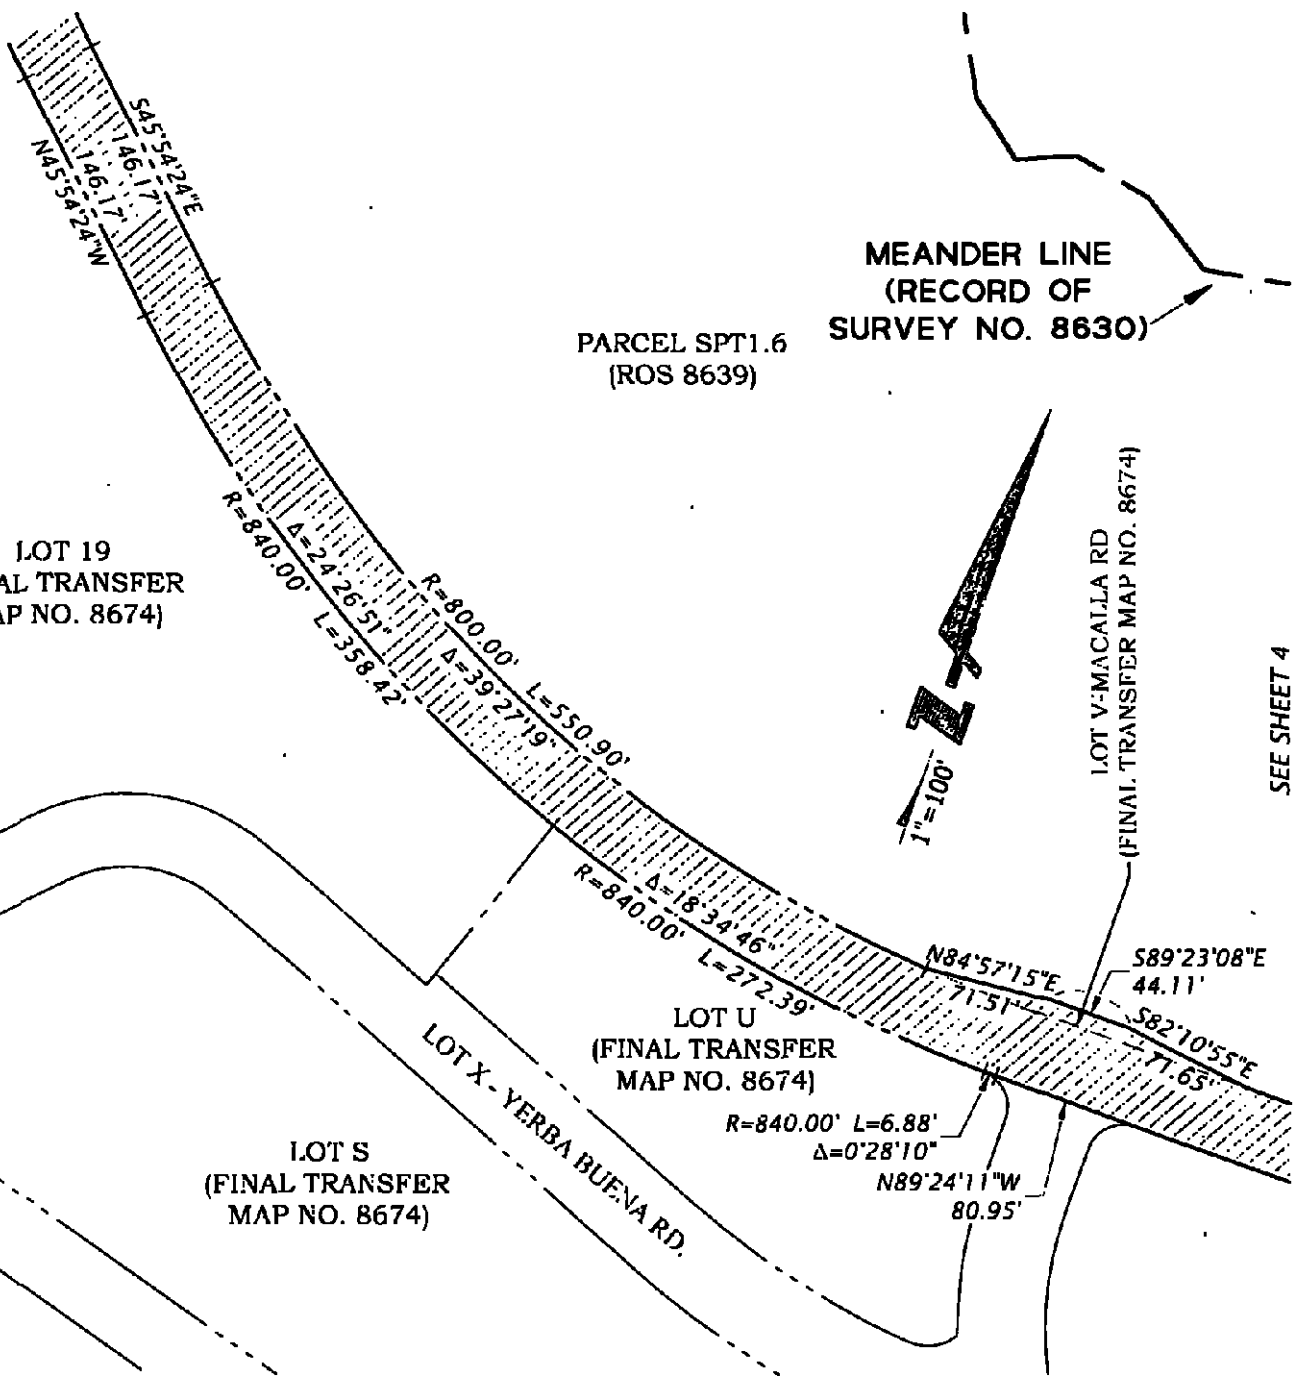 S45°54'24"E
146.17'
146.17'
N45°54'24"W
MEANDER LINE
(RECORD OF
SURVEY NO. 8630)
PARCEL SPT1.6
(ROS 8639)
LOT 19
AL TRANSFER
AP NO. 8674)
R=840.00' L=358.42'
Δ=24°26'51"
R=800.00' L=550.90'
Δ=39°27'19"
1"=100'
LOT V-MACALLA RD
(FINAL TRANSFER MAP NO. 8674)
SEE SHEET 4
Δ=18°34'46"
R=840.00' L=272.39'
N84°57'15"E
71.51'
S89°23'08"E
44.11'
S82°10'55"E
71.65'
LOT U
(FINAL TRANSFER
MAP NO. 8674)
R=840.00' L=6.88'
Δ=0°28'10"
N89°24'11"W
80.95'
LOT X - YERBA BUENA RD.
LOT S
(FINAL TRANSFER
MAP NO. 8674)